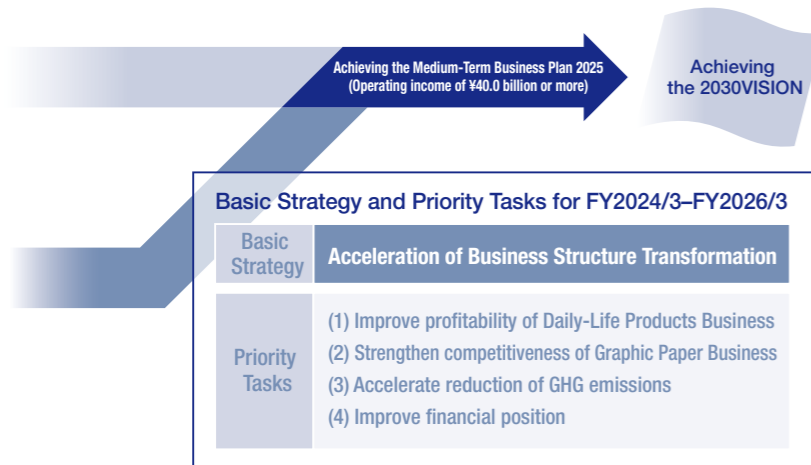 Achieving the Medium-Term Business Plan 2025
(Operating income of ¥40.0 billion or more)
Achieving
the 2030VISION
Basic Strategy and Priority Tasks for FY2024/3–FY2026/3
Basic
Strategy
Acceleration of Business Structure Transformation
Priority
Tasks
(1) Improve profitability of Daily-Life Products Business
(2) Strengthen competitiveness of Graphic Paper Business
(3) Accelerate reduction of GHG emissions
(4) Improve financial position